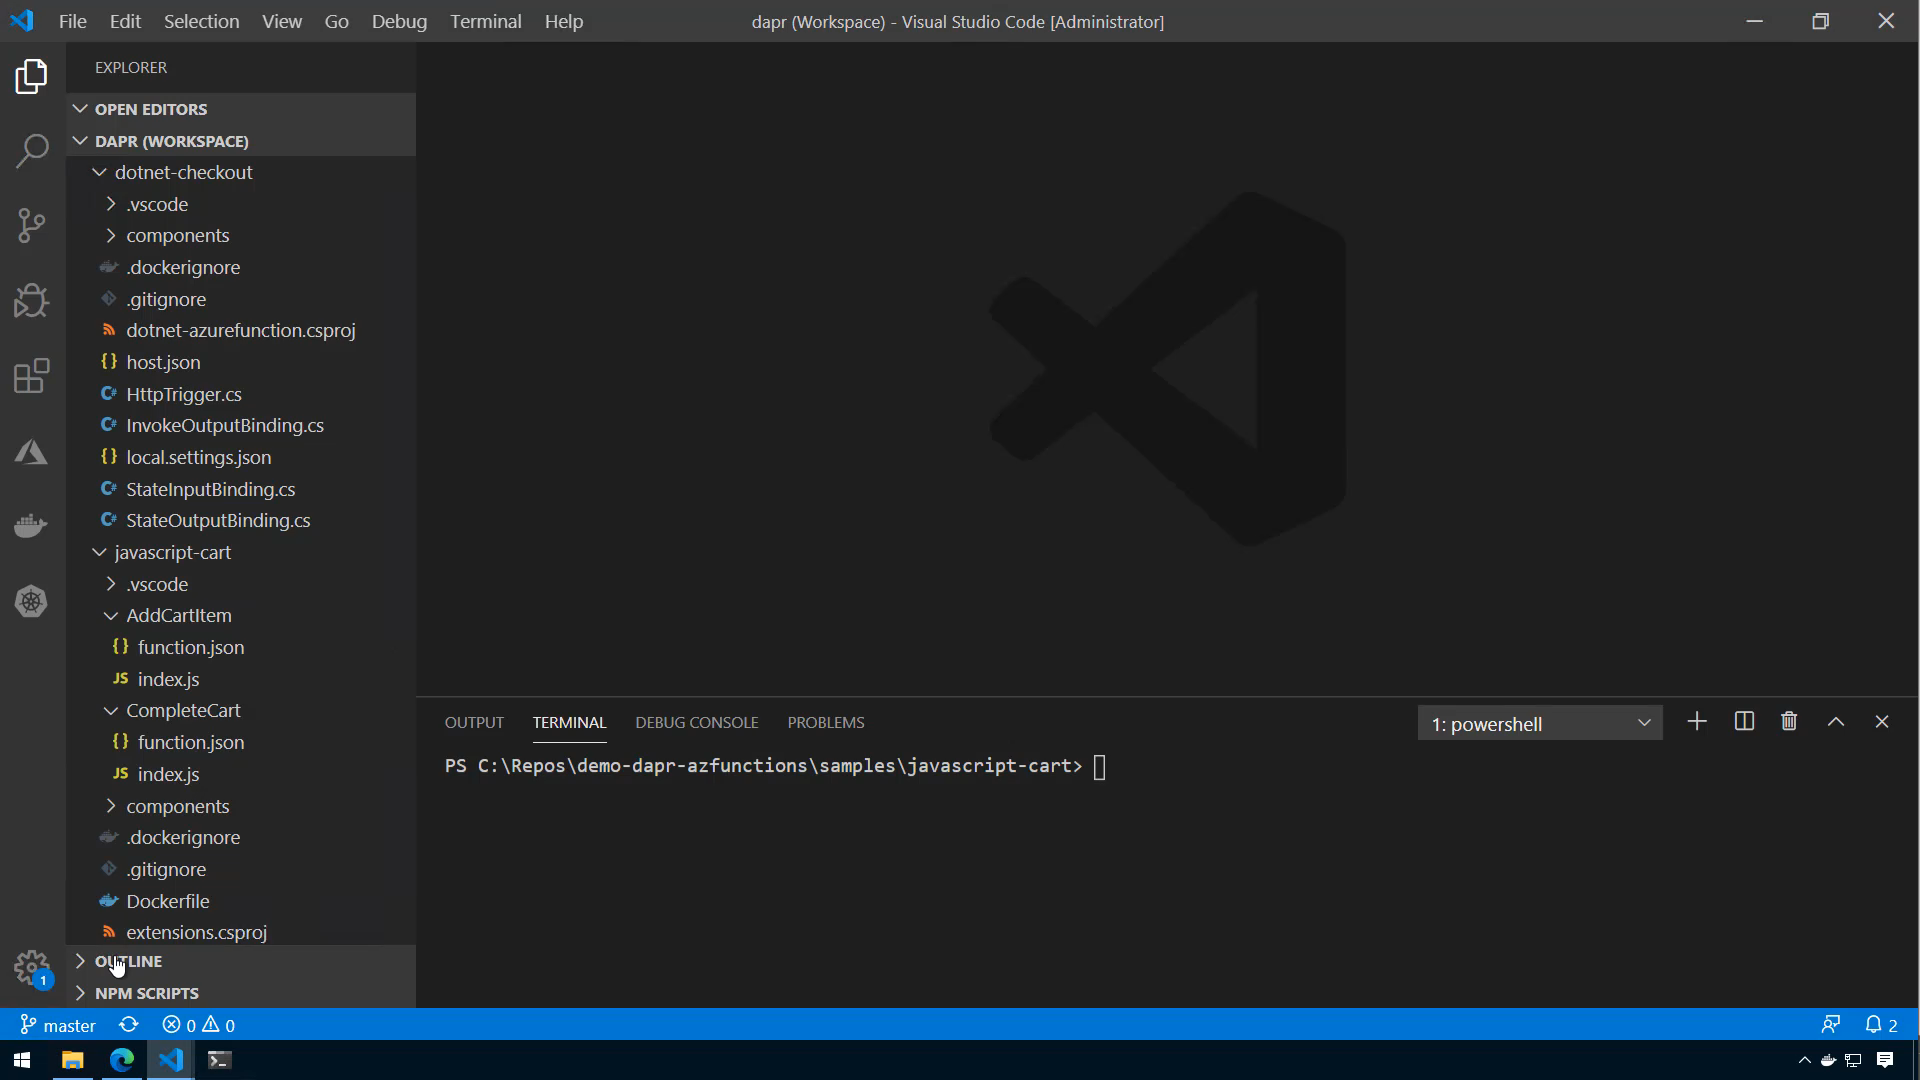 File Edit Selection View Go Debug Terminal Help
dapr (Workspace) - Visual Studio Code [Administrator]
EXPLORER
OPEN EDITORS
DAPR (WORKSPACE)
dotnet-checkout
.vscode
components
.dockerignore
.gitignore
dotnet-azurefunction.csproj
{} host.json
C# HttpTrigger.cs
C# InvokeOutputBinding.cs
{} local.settings.json
C# StateInputBinding.cs
C# StateOutputBinding.cs
javascript-cart
.vscode
AddCartItem
{} function.json
JS index.js
CompleteCart
{} function.json
JS index.js
components
.dockerignore
.gitignore
Dockerfile
extensions.csproj
OUTLINE
NPM SCRIPTS
1
OUTPUT TERMINAL DEBUG CONSOLE PROBLEMS
1: powershell
PS C:\Repos\demo-dapr-azfunctions\samples\javascript-cart>
master 0 0
2